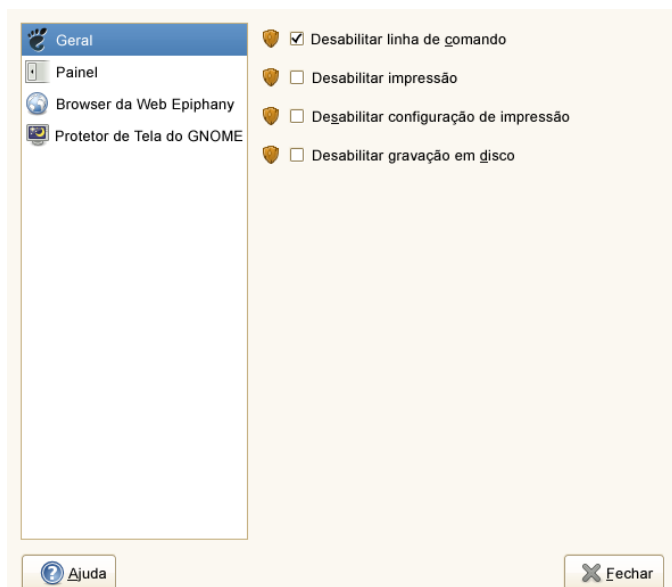 Geral
Painel
Browser da Web Epiphany
Protetor de Tela do GNOME
Desabilitar linha de comando
Desabilitar impressão
Desabilitar configuração de impressão
Desabilitar gravação em disco
Ajuda
Fechar